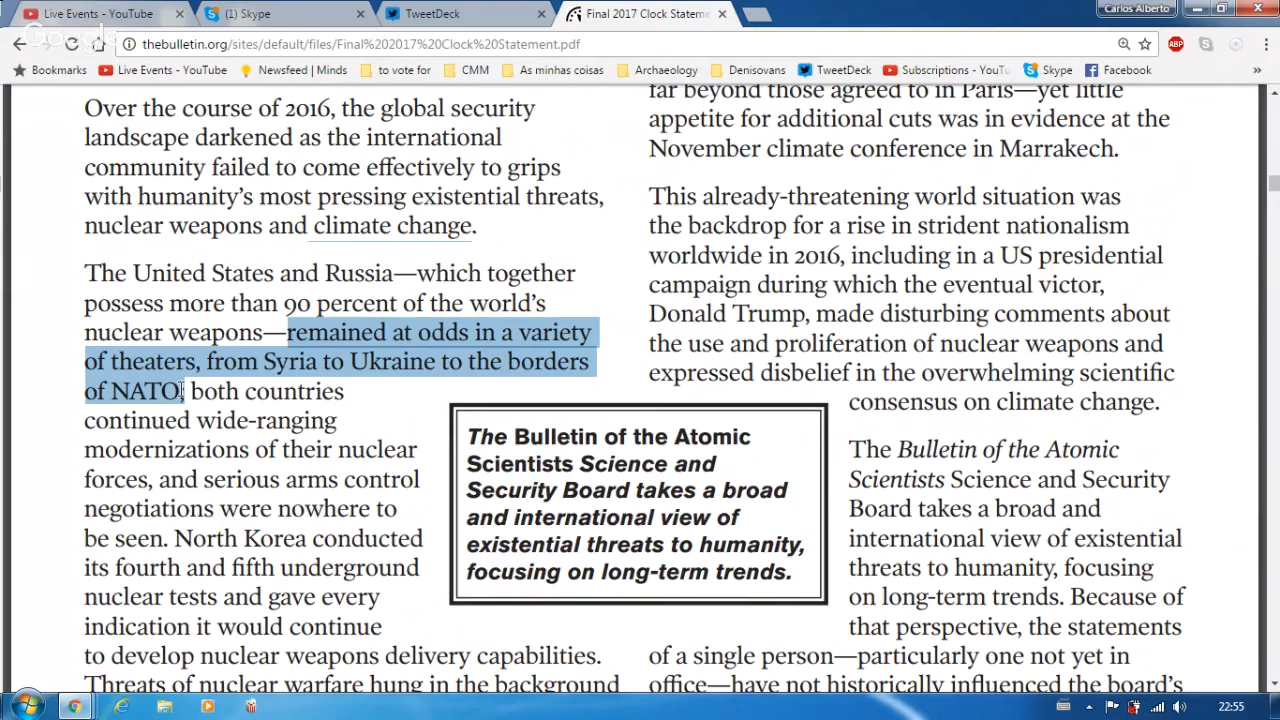 Live Events - YouTube
(1) Skype
TweetDeck
Final 2017 Clock Stateme
Carlos Alberto
Google
thebulletin.org/sites/default/files/Final%202017%20Clock%20Statement.pdf
ABP
Bookmarks
Live Events - YouTube
Newsfeed | Minds
to vote for
CMM
As minhas coisas
Archaeology
Denisovans
TweetDeck
Subscriptions - YouTu
Skype
Facebook
»
Over the course of 2016, the global security
landscape darkened as the international
community failed to come effectively to grips
with humanity's most pressing existential threats,
nuclear weapons and climate change.
The United States and Russia—which together
possess more than 90 percent of the world's
nuclear weapons—remained at odds in a variety
of theaters, from Syria to Ukraine to the borders
of NATO; both countries
continued wide-ranging
modernizations of their nuclear
forces, and serious arms control
negotiations were nowhere to
be seen. North Korea conducted
its fourth and fifth underground
nuclear tests and gave every
indication it would continue
to develop nuclear weapons delivery capabilities.
Threats of nuclear warfare hung in the background
The Bulletin of the Atomic
Scientists Science and
Security Board takes a broad
and international view of
existential threats to humanity,
focusing on long-term trends.
far beyond those agreed to in Paris—yet little
appetite for additional cuts was in evidence at the
November climate conference in Marrakech.
This already-threatening world situation was
the backdrop for a rise in strident nationalism
worldwide in 2016, including in a US presidential
campaign during which the eventual victor,
Donald Trump, made disturbing comments about
the use and proliferation of nuclear weapons and
expressed disbelief in the overwhelming scientific
consensus on climate change.
The Bulletin of the Atomic
Scientists Science and Security
Board takes a broad and
international view of existential
threats to humanity, focusing
on long-term trends. Because of
that perspective, the statements
of a single person—particularly one not yet in
office—have not historically influenced the board's
22:55